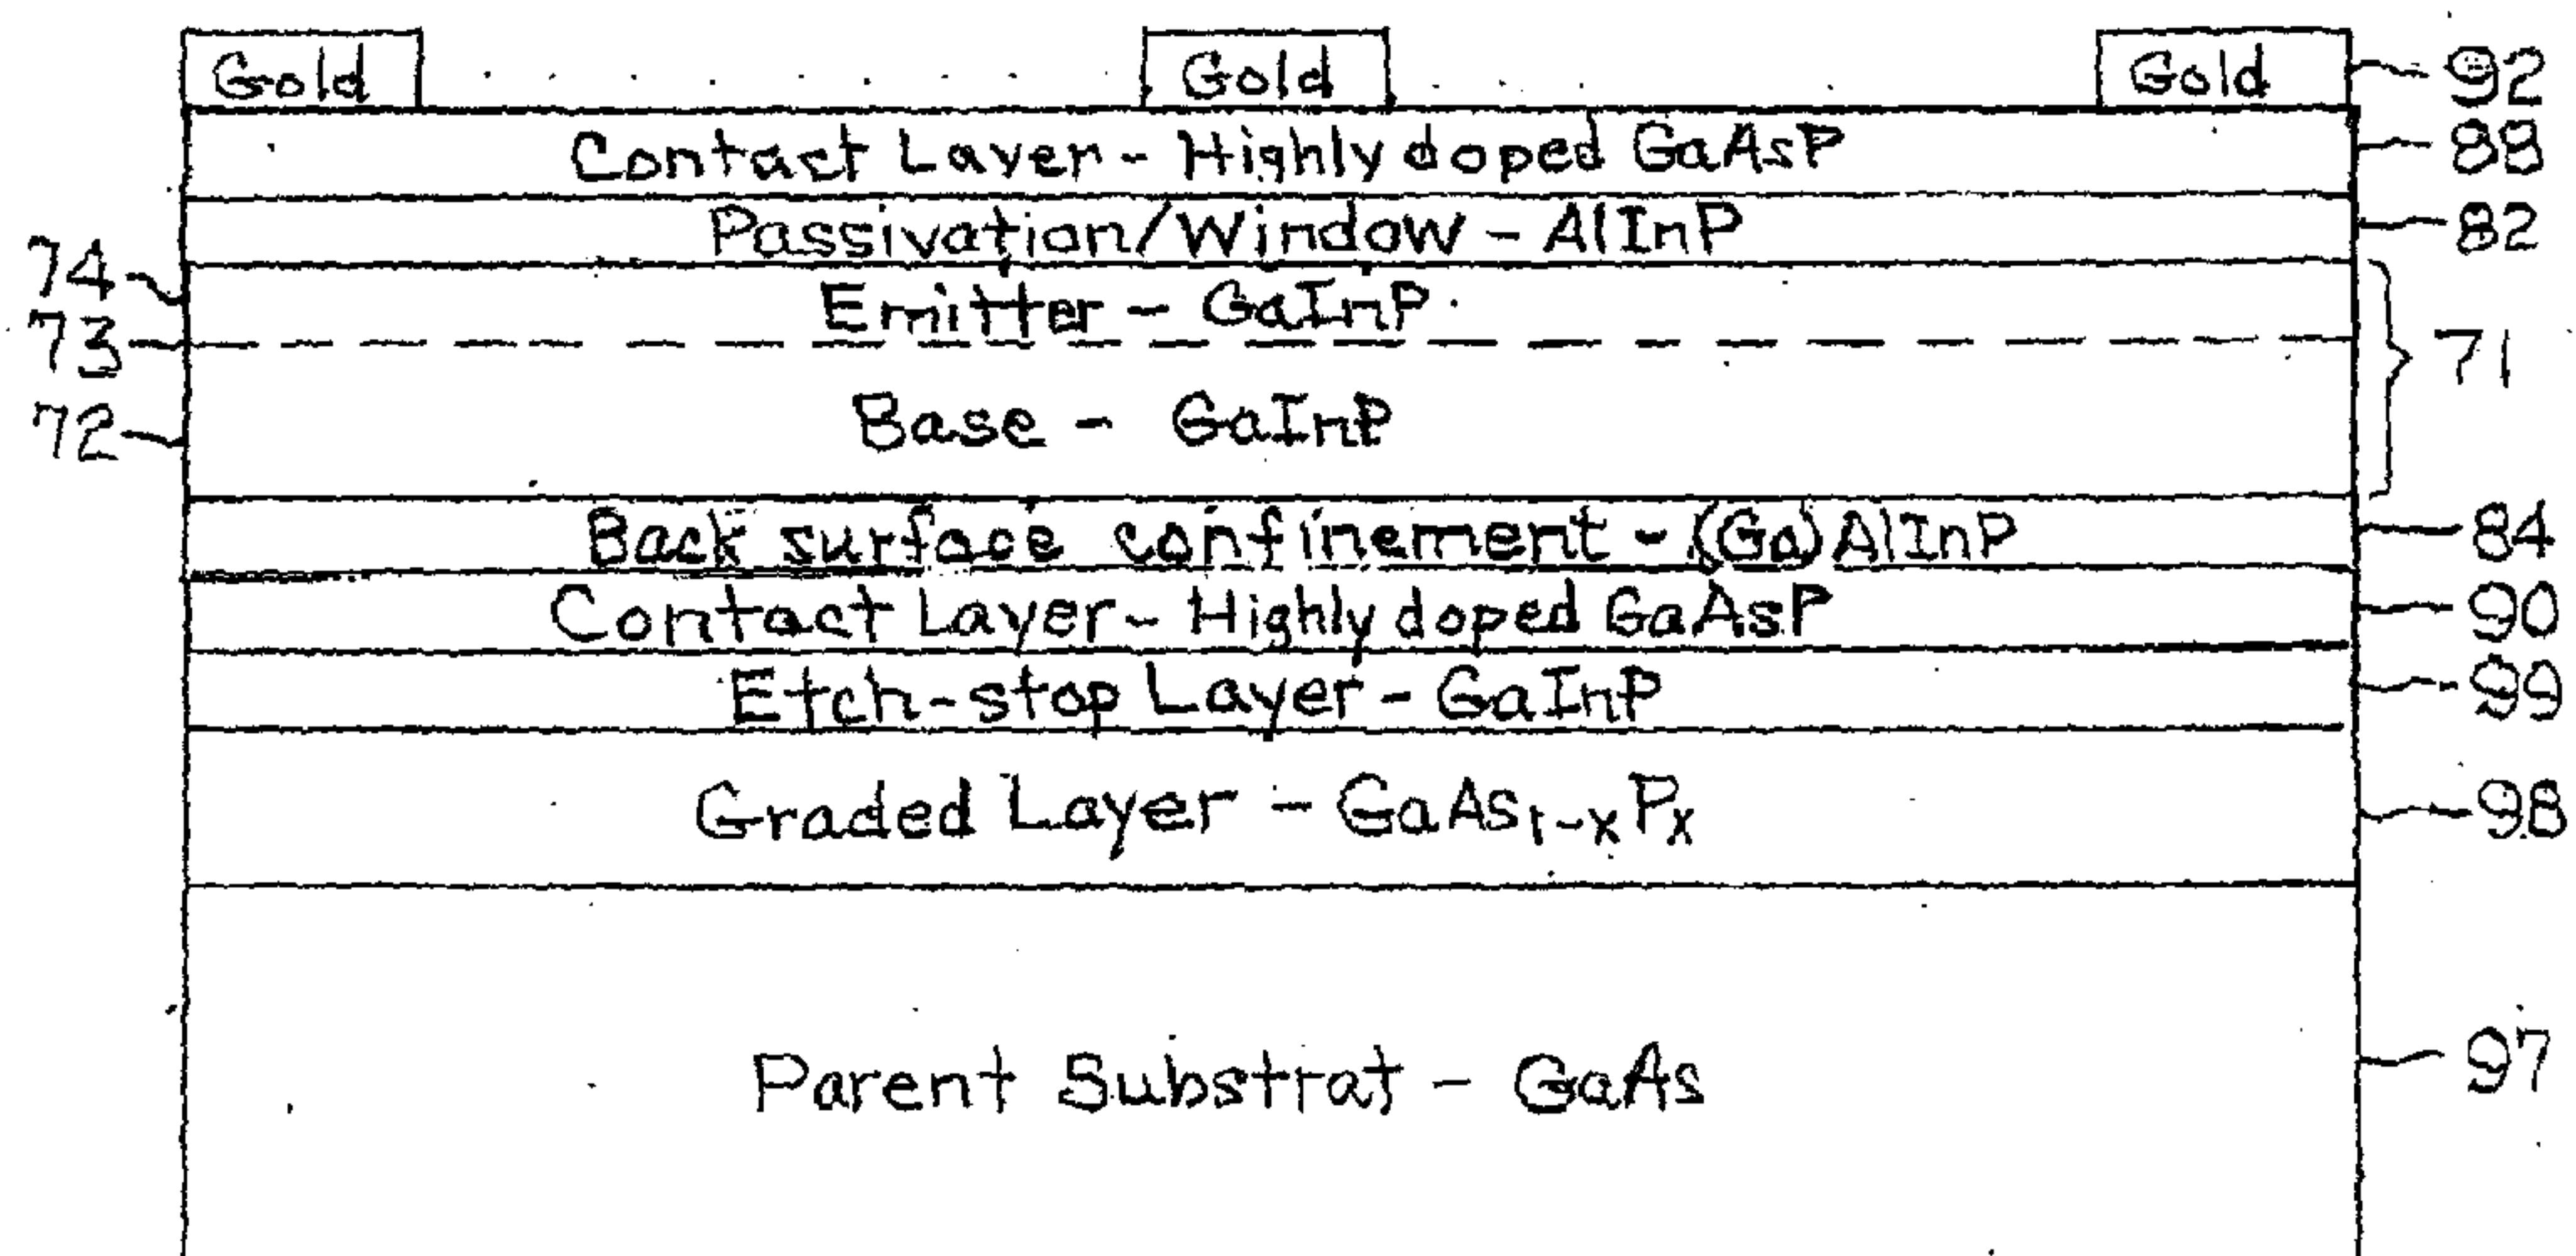 Gold Gold Gold 92
Contact Layer - Highly doped GaAsP 88
Passivation/Window - AlInP 82
74 Emitter - GaInP
73
71
72 Base - GaInP
Back surface confinement - (Ga)AlInP 84
Contact Layer - Highly doped GaAsP 90
Etch-stop Layer - GaInP 99
Graded Layer - GaAs1-xPx 98
Parent Substrat - GaAs 97